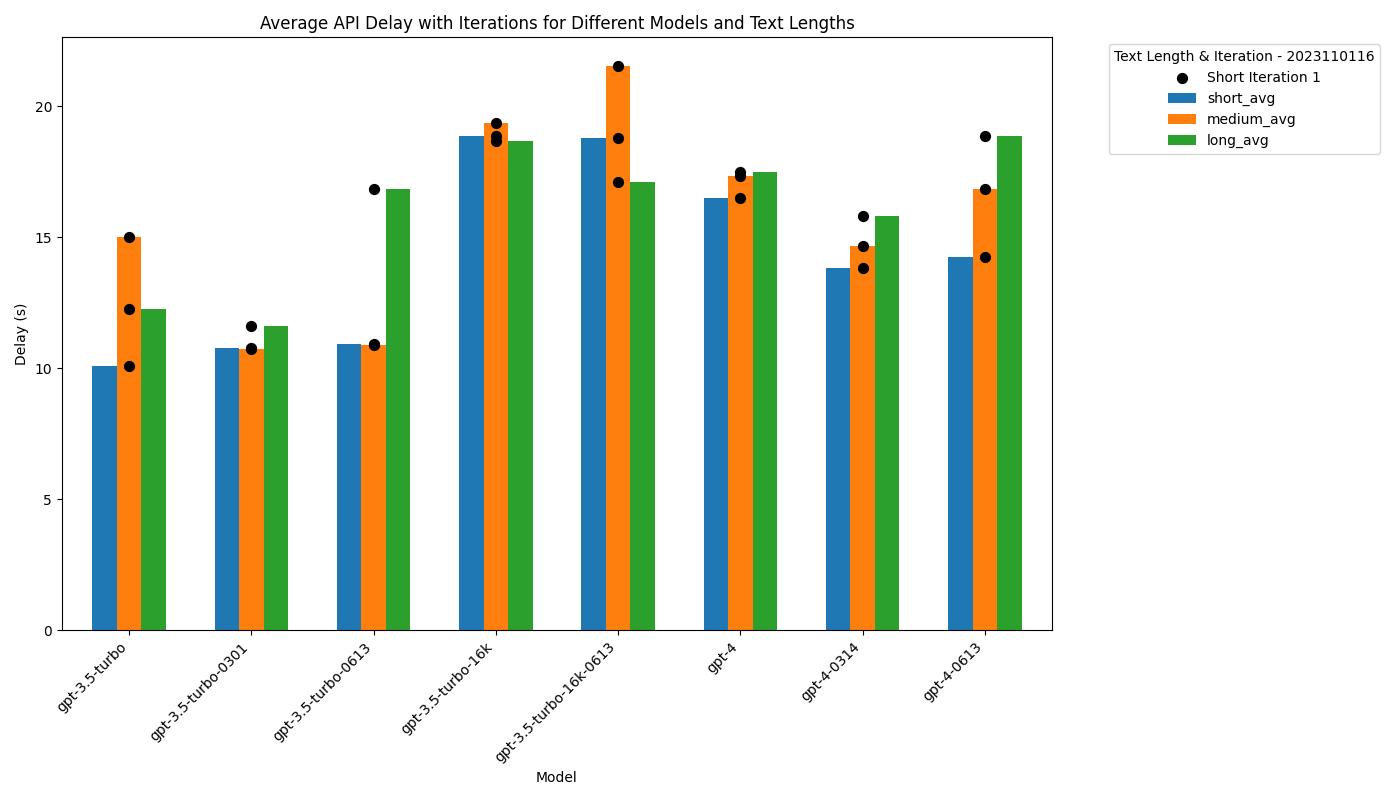 Average API Delay with Iterations for Different Models and Text Lengths
Text Length & Iteration - 2023110116
Short Iteration 1
short_avg
medium_avg
long_avg
Delay (s)
20
15
10
5
0
gpt-3.5-turbo
gpt-3.5-turbo-0301
gpt-3.5-turbo-0613
gpt-3.5-turbo-16k
gpt-3.5-turbo-16k-0613
gpt-4
gpt-4-0314
gpt-4-0613
Model